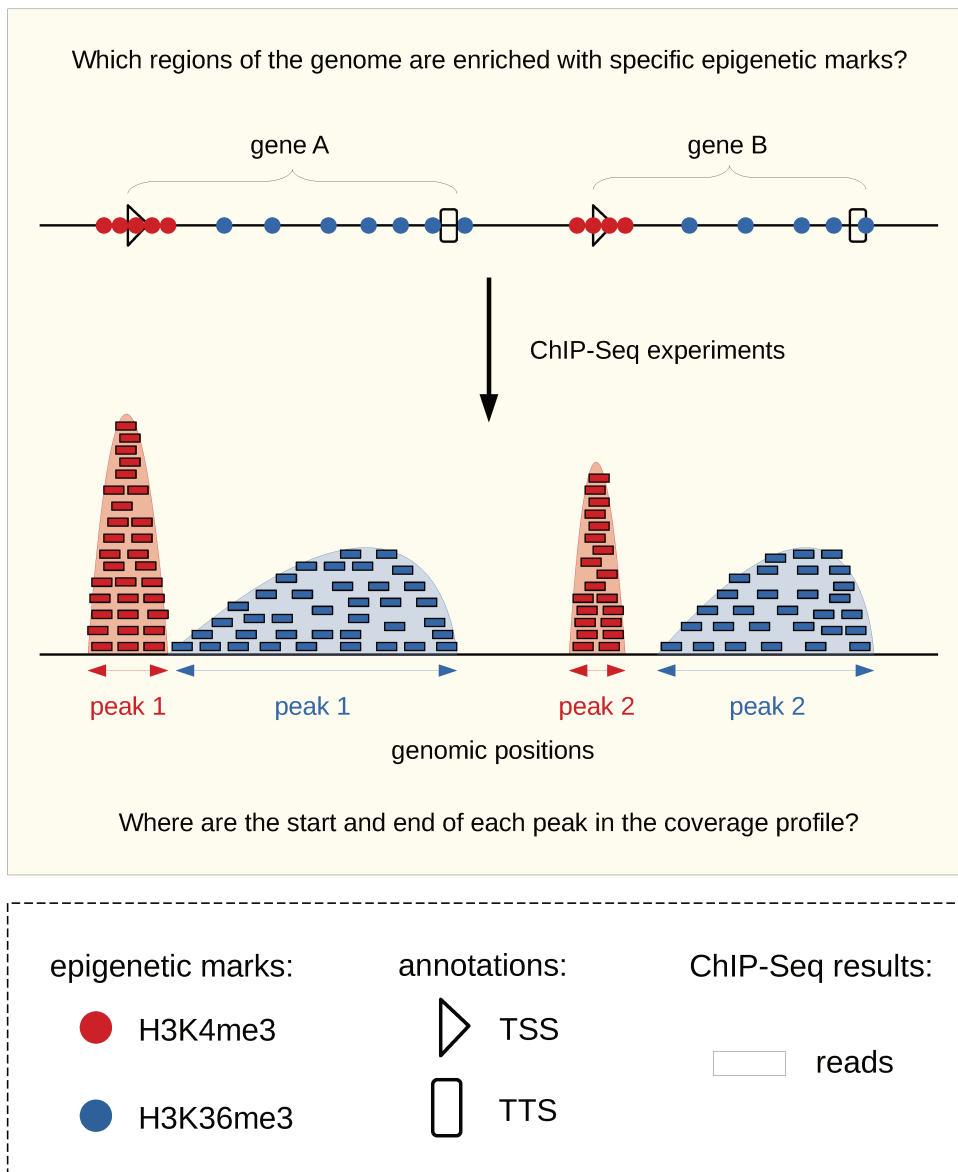 Which regions of the genome are enriched with specific epigenetic marks?
gene A
gene B
ChIP-Seq experiments
peak 1
peak 1
peak 2
peak 2
genomic positions
Where are the start and end of each peak in the coverage profile?
epigenetic marks:
annotations:
ChIP-Seq results:
H3K4me3
TSS
reads
H3K36me3
TTS